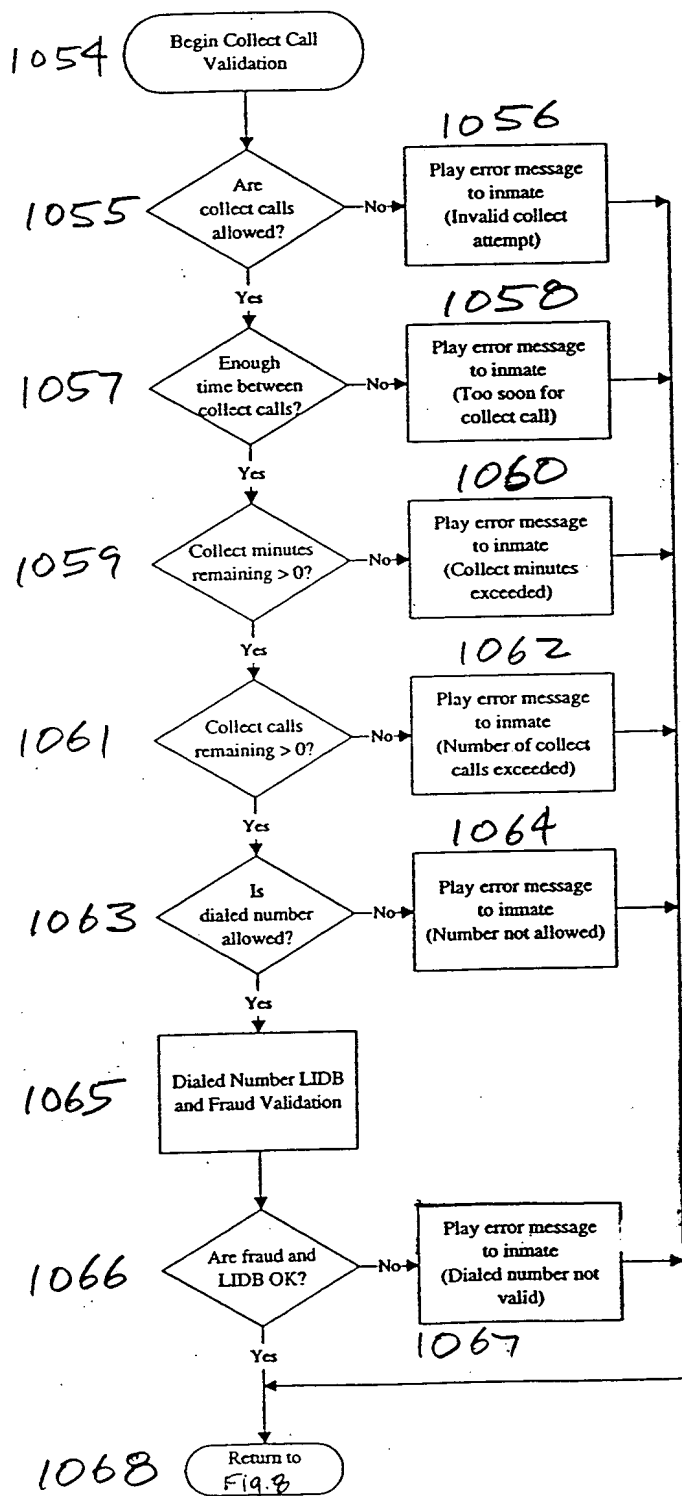 1054
Begin Collect Call
Validation
1056
1055
Are
collect calls
allowed?
No
Play error message
to inmate
(Invalid collect
attempt)
Yes
1058
1057
Enough
time between
collect calls?
No
Play error message
to inmate
(Too soon for
collect call)
Yes
1060
1059
Collect minutes
remaining > 0?
No
Play error message
to inmate
(Collect minutes
exceeded)
Yes
1062
1061
Collect calls
remaining > 0?
No
Play error message
to inmate
(Number of collect
calls exceeded)
Yes
1064
1063
Is
dialed number
allowed?
No
Play error message
to inmate
(Number not allowed)
Yes
1065
Dialed Number LIDB
and Fraud Validation
1066
Are fraud and
LIDB OK?
No
Play error message
to inmate
(Dialed number not
valid)
1067
Yes
1068
Return to
Fig.8